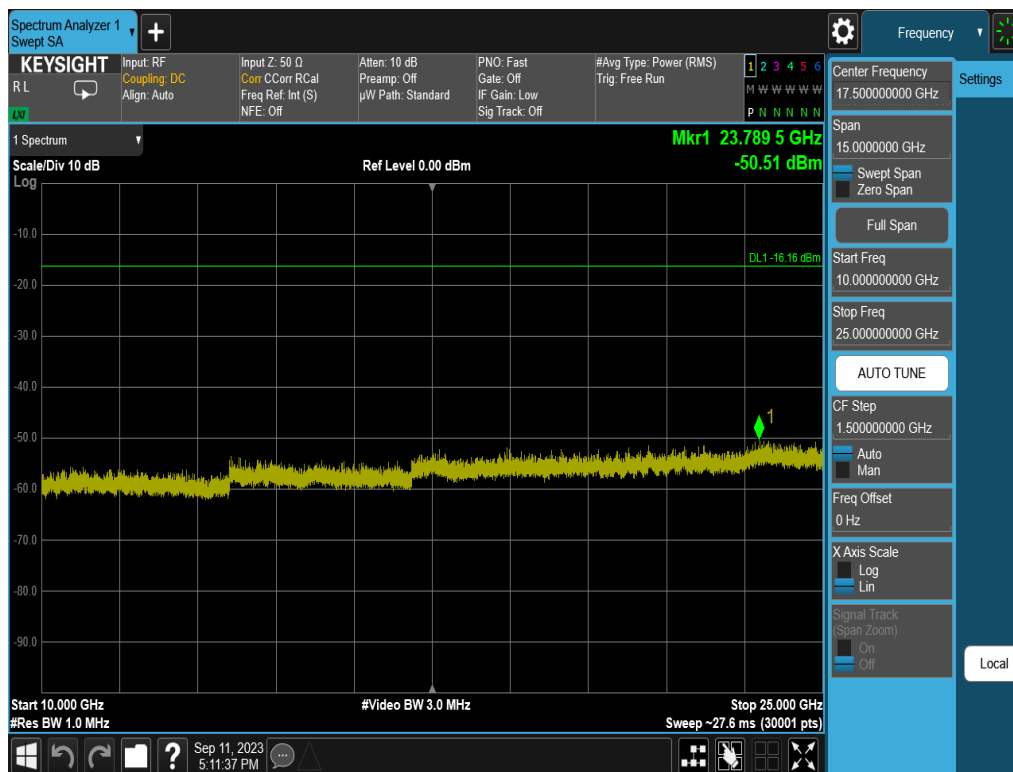 Spectrum Analyzer 1
Swept SA
Frequency
KEYSIGHT
R L
LXI
Input: RF
Coupling: DC
Align: Auto
Input Z: 50 Ω
Corr CCorr RCal
Freq Ref: Int (S)
NFE: Off
Atten: 10 dB
Preamp: Off
µW Path: Standard
PNO: Fast
Gate: Off
IF Gain: Low
Sig Track: Off
#Avg Type: Power (RMS)
Trig: Free Run
1 2 3 4 5 6
M W W W W W
P N N N N N
1 Spectrum
Mkr1 23.789 5 GHz
Scale/Div 10 dB
Ref Level 0.00 dBm
-50.51 dBm
Log
-10.0
DL1 -16.16 dBm
-20.0
-30.0
-40.0
1
-50.0
-60.0
-70.0
-80.0
-90.0
Start 10.000 GHz
#Video BW 3.0 MHz
Stop 25.000 GHz
#Res BW 1.0 MHz
Sweep ~27.6 ms (30001 pts)
Sep 11, 2023
5:11:37 PM
Center Frequency
17.500000000 GHz
Settings
Span
15.0000000 GHz
Swept Span
Zero Span
Full Span
Start Freq
10.000000000 GHz
Stop Freq
25.000000000 GHz
AUTO TUNE
CF Step
1.500000000 GHz
Auto
Man
Freq Offset
0 Hz
X Axis Scale
Log
Lin
Signal Track
(Span Zoom)
On
Off
Local